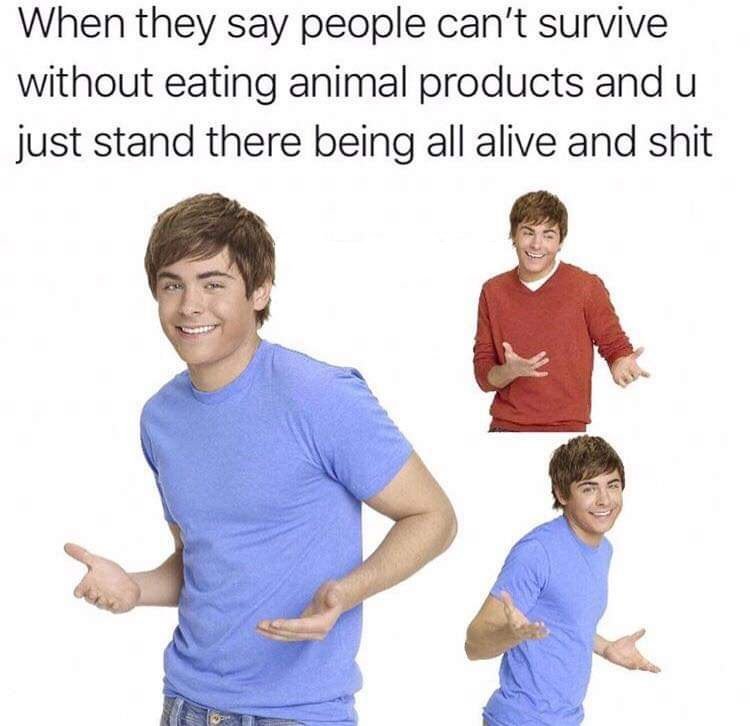 When they say people can't survive
without eating animal products and u
just stand there being all alive and shit